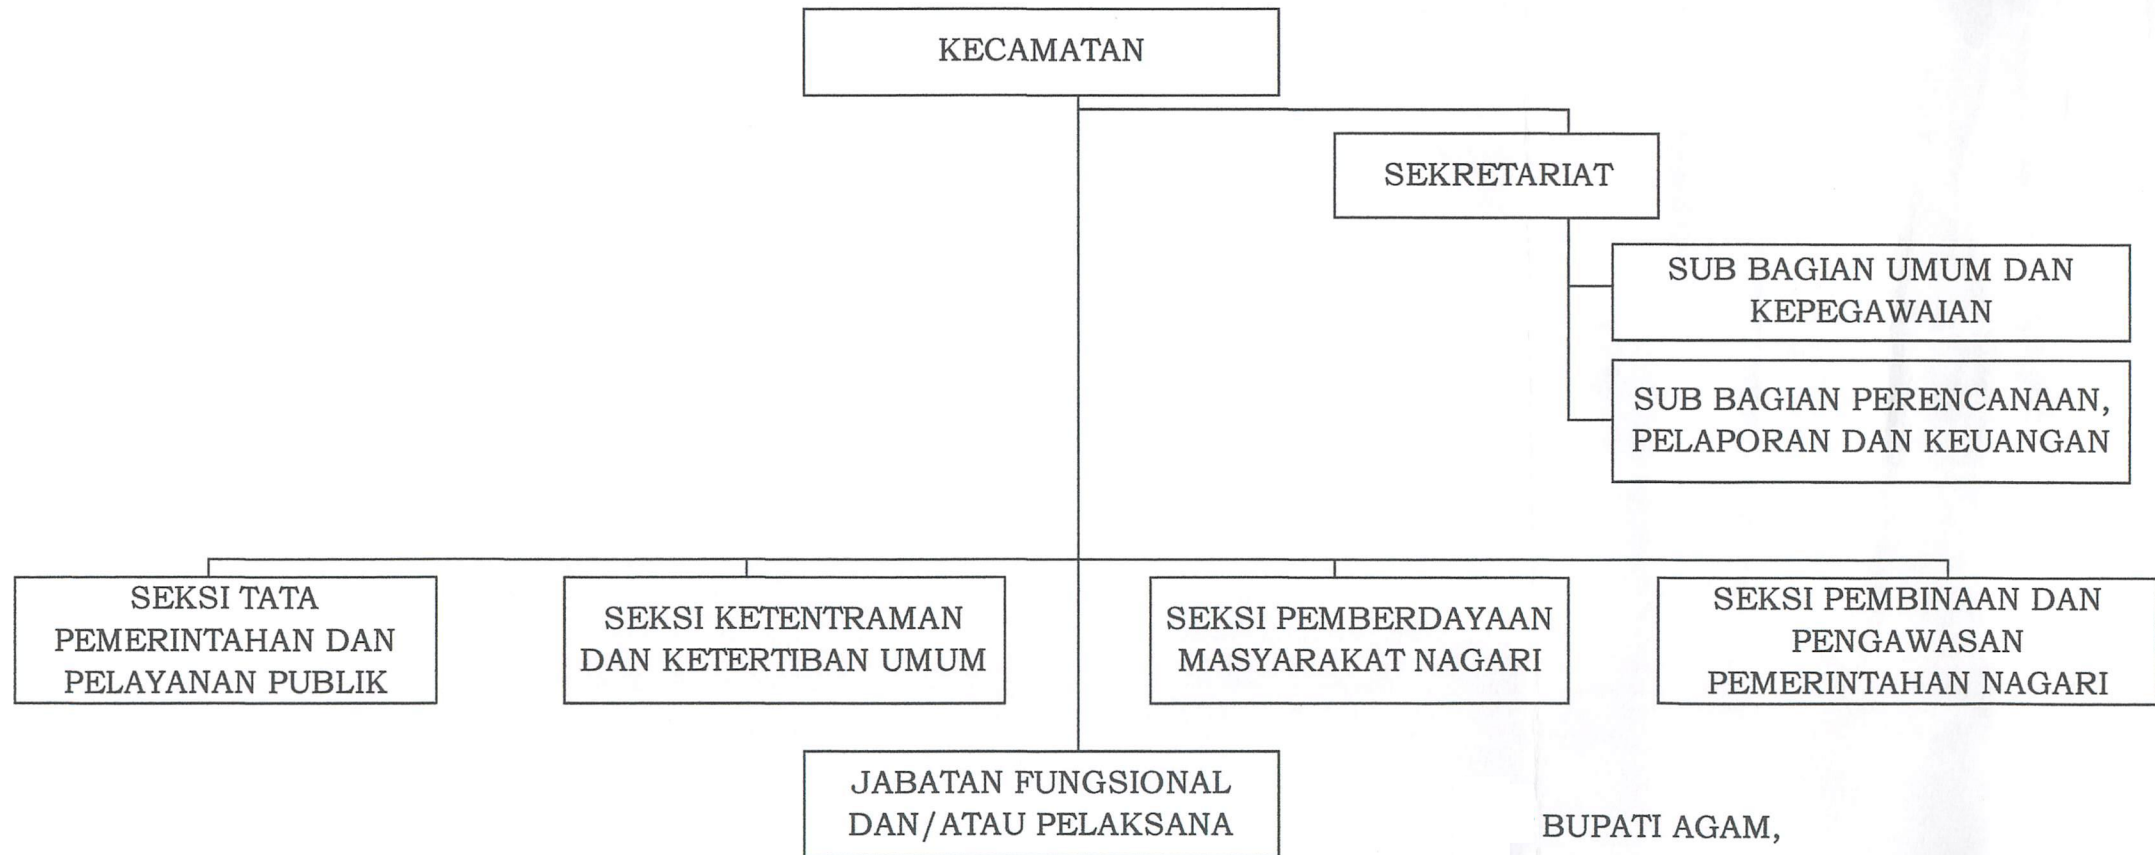 KECAMATAN
SEKRETARIAT
SUB BAGIAN UMUM DAN
KEPEGAWAIAN
SUB BAGIAN PERENCANAAN,
PELAPORAN DAN KEUANGAN
SEKSI TATA
PEMERINTAHAN DAN
PELAYANAN PUBLIK
SEKSI KETENTRAMAN
DAN KETERTIBAN UMUM
SEKSI PEMBERDAYAAN
MASYARAKAT NAGARI
SEKSI PEMBINAAN DAN
PENGAWASAN
PEMERINTAHAN NAGARI
JABATAN FUNGSIONAL
DAN/ATAU PELAKSANA
BUPATI AGAM,